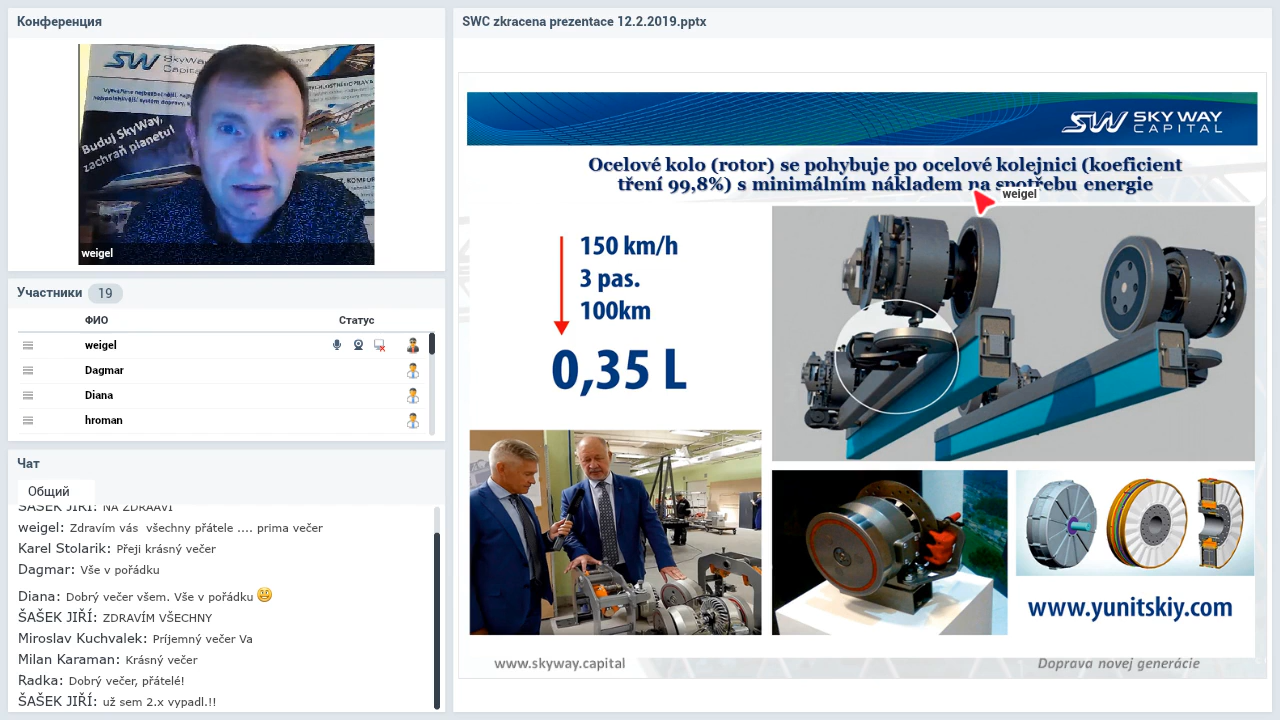 Конференция
SW SkyWay
Capital
Buduj SkyWay,
zachraň planetu!
weigel
Участники 19
ФИО Статус
weigel
Dagmar
Diana
hroman
Чат
Общий
ŠAŠEK JIŘÍ: NA ZDRAAVÍ
weigel: Zdravím vás všechny přátele .... prima večer
Karel Stolarik: Přeji krásný večer
Dagmar: Vše v pořádku
Diana: Dobrý večer všem. Vše v pořádku
ŠAŠEK JIŘÍ: ZDRAVÍM VŠECHNY
Miroslav Kuchvalek: Príjemný večer Va
Milan Karaman: Krásný večer
Radka: Dobrý večer, přátelé!
ŠAŠEK JIŘÍ: už sem 2.x vypadl.!!
SWC zkracena prezentace 12.2.2019.pptx
SW SKY WAY
CAPITAL
Ocelové kolo (rotor) se pohybuje po ocelové kolejnici (koeficient
tření 99,8%) s minimálním nákladem na spotřebu energie
weigel
150 km/h
3 pas.
100km
0,35 L
www.yunitskiy.com
www.skyway.capital
Doprava novej generácie